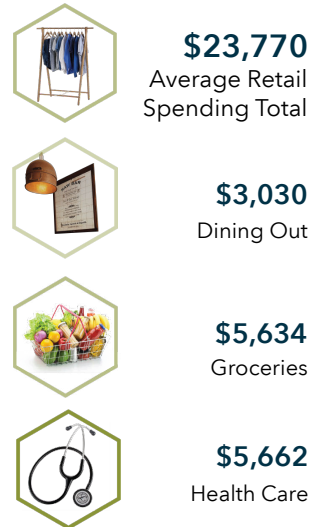 $23,770
Average Retail
Spending Total
$3,030
Dining Out
$5,634
Groceries
$5,662
Health Care